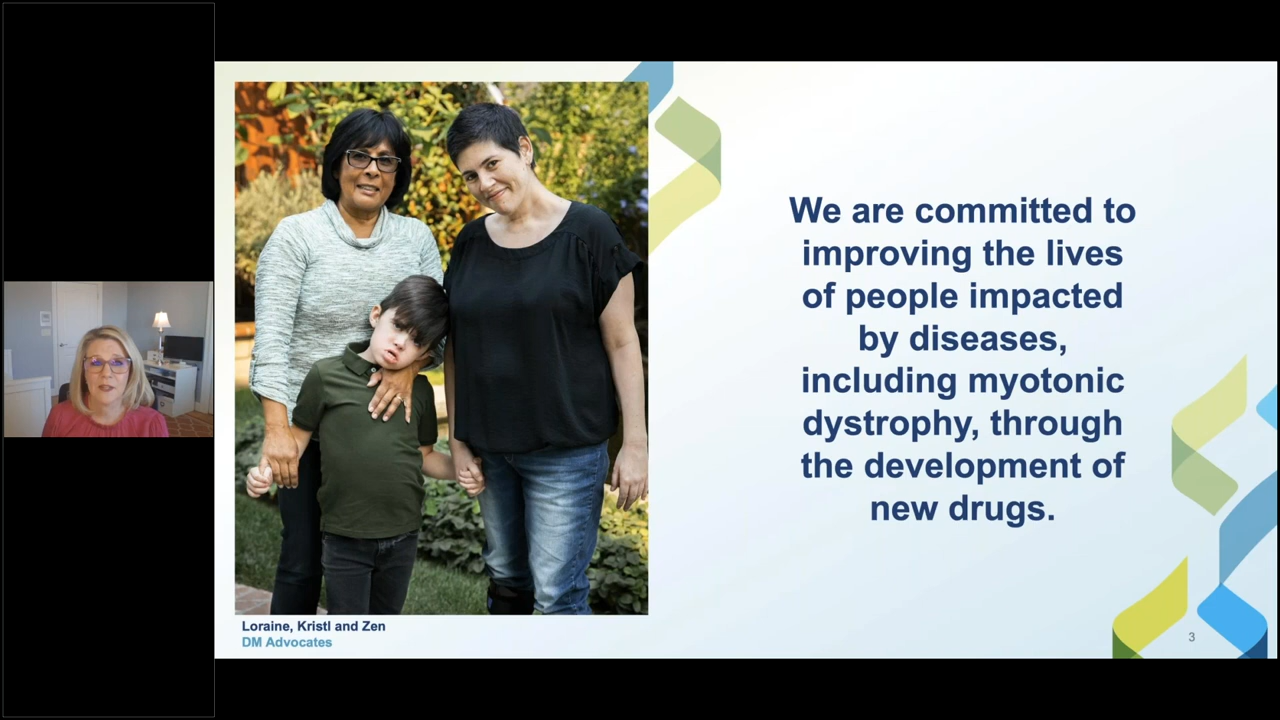 We are committed to
improving the lives
of people impacted
by diseases,
including myotonic
dystrophy, through
the development of
new drugs.
Loraine, Kristl and Zen
DM Advocates
3